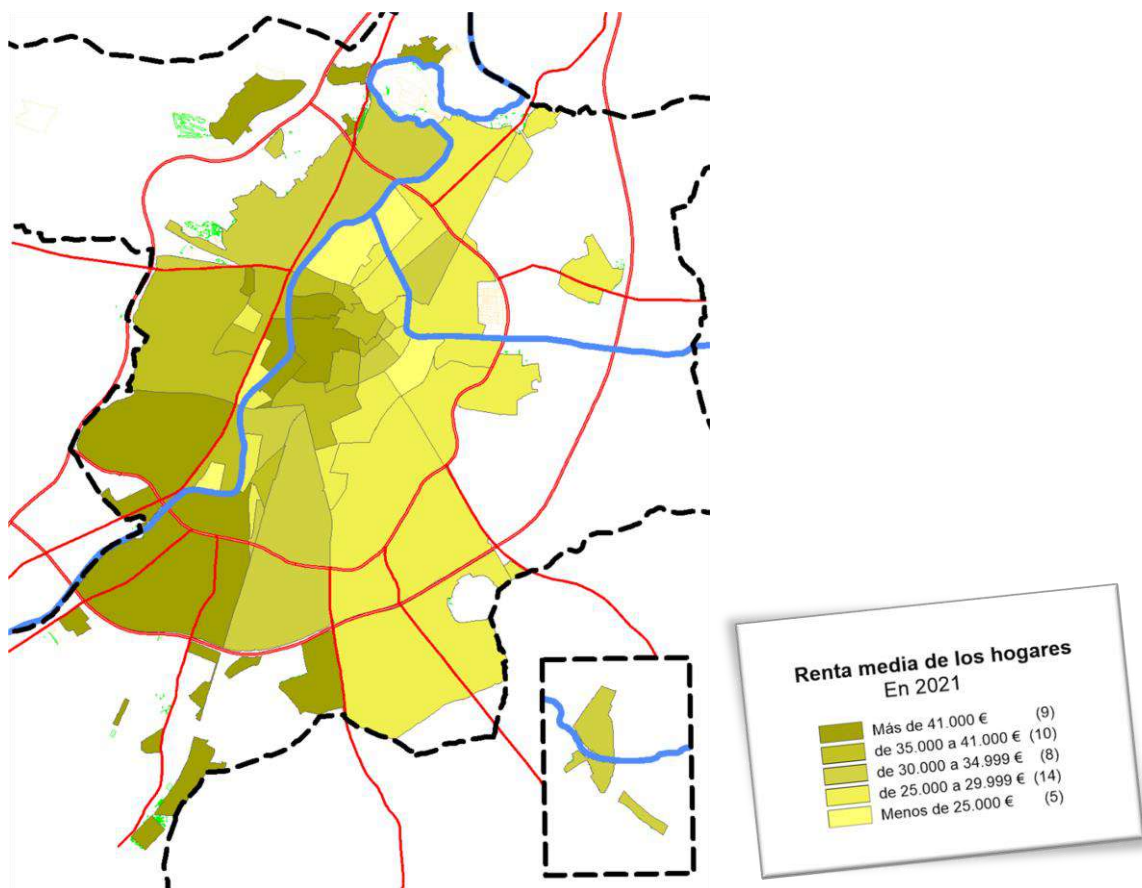 Renta media de los hogares
En 2021
Más de 41.000 € (9)
de 35.000 a 41.000 € (10)
de 30.000 a 34.999 € (8)
de 25.000 a 29.999 € (14)
Menos de 25.000 € (5)